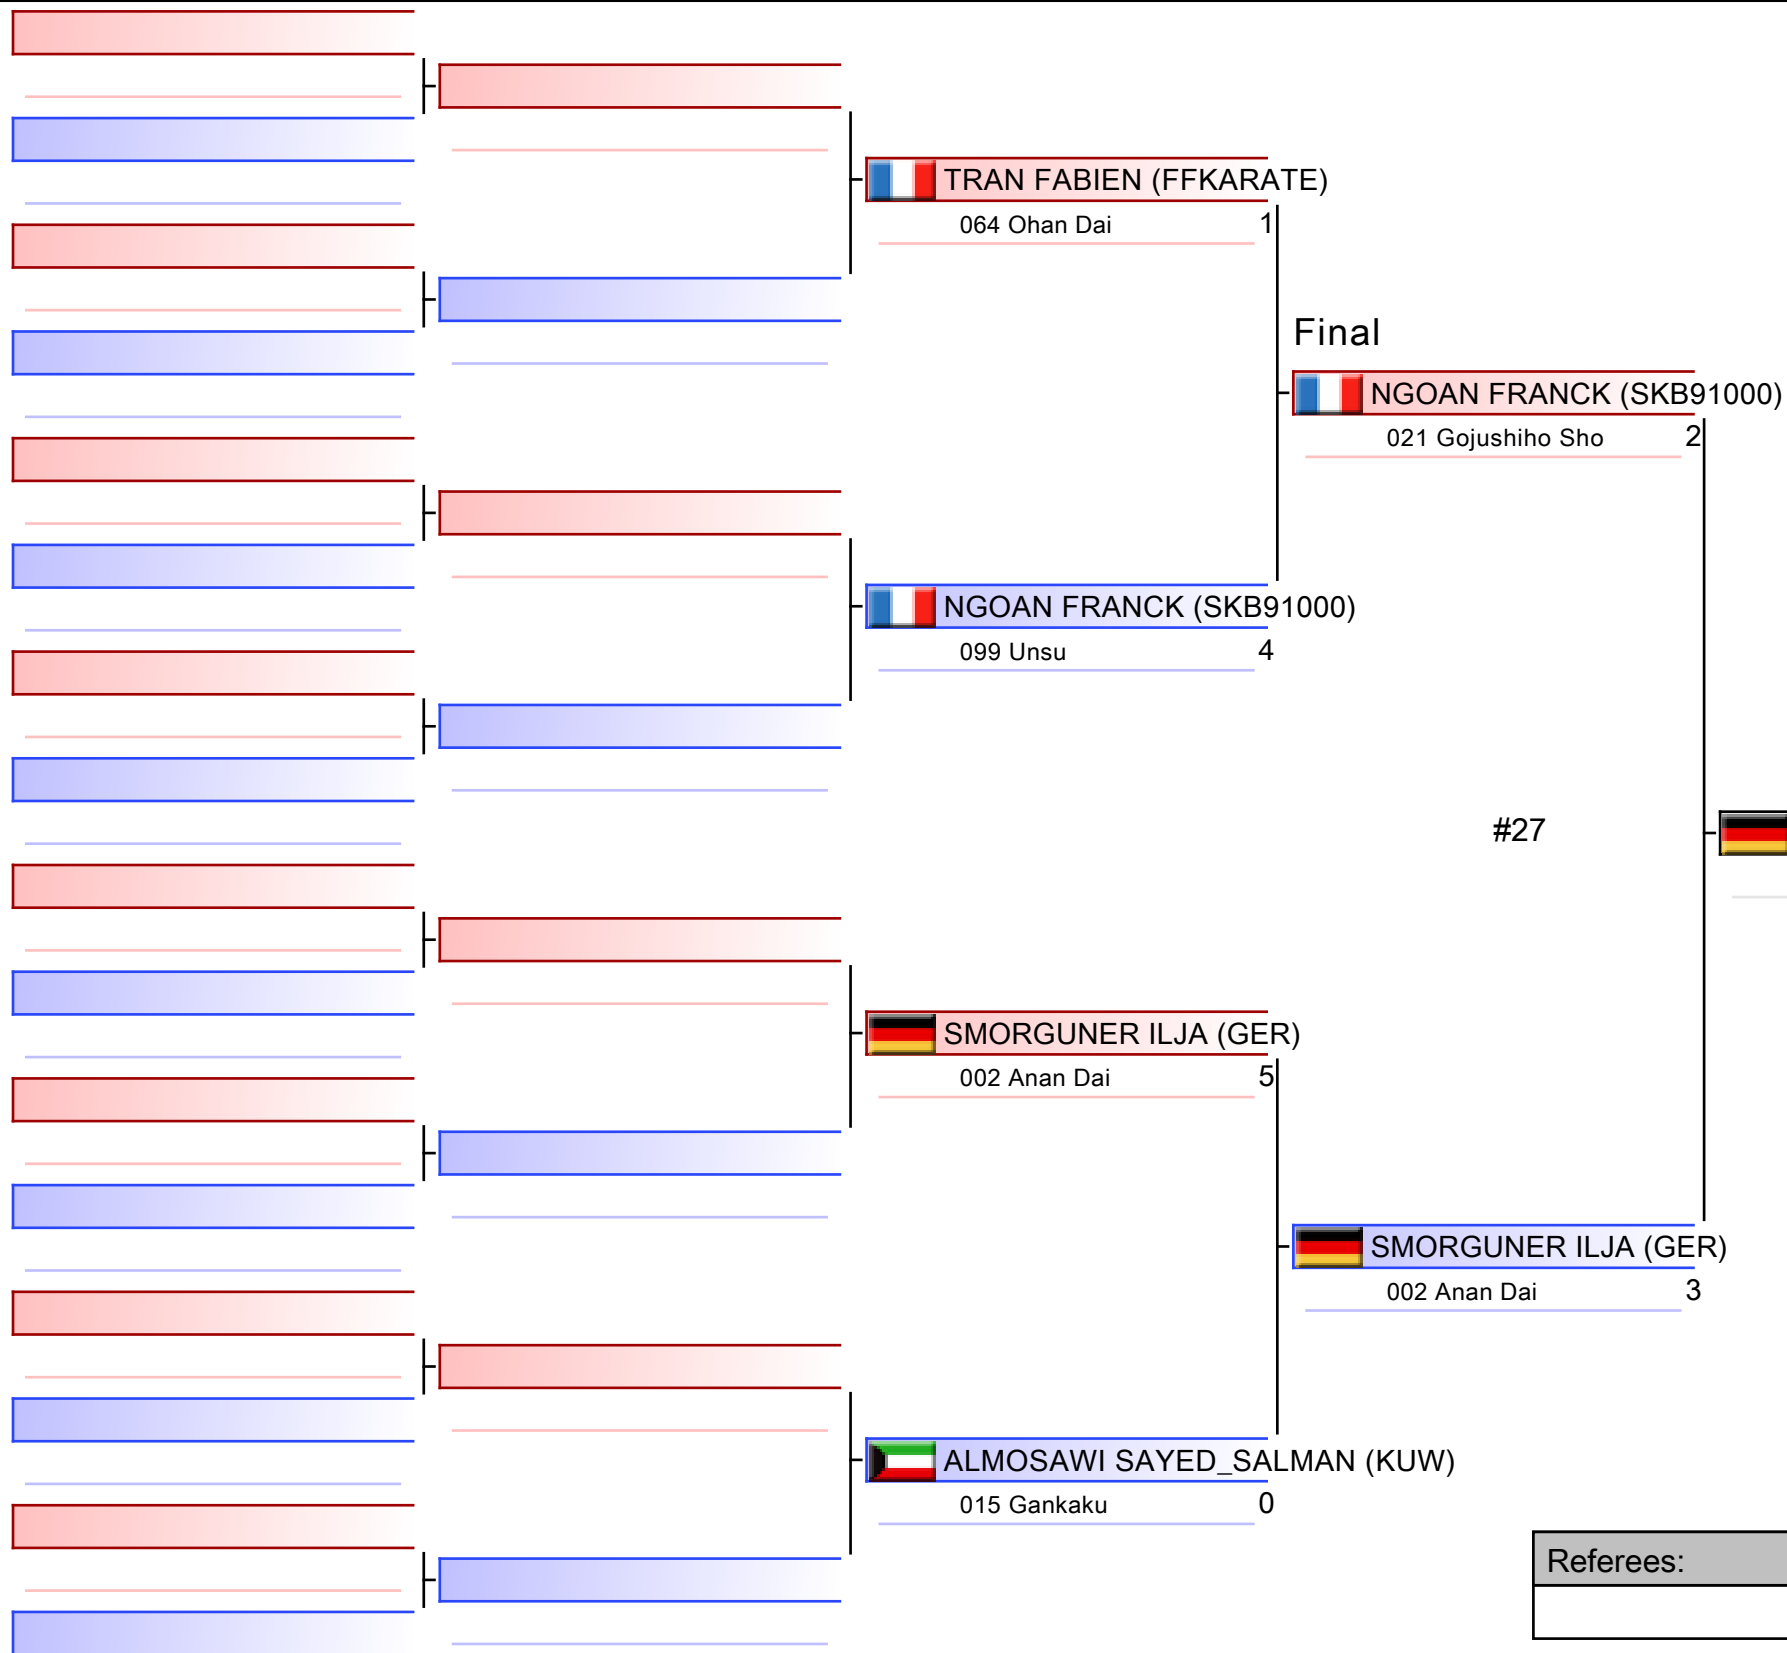 TRAN FABIEN (FFKARATE)
064 Ohan Dai 1
Final
NGOAN FRANCK (SKB91000)
021 Gojushiho Sho 2
NGOAN FRANCK (SKB91000)
099 Unsu 4
#27
SMORGUNER ILJA (GER)
002 Anan Dai 5
SMORGUNER ILJA (GER)
002 Anan Dai 3
ALMOSAWI SAYED_SALMAN (KUW)
015 Gankaku 0
Referees: